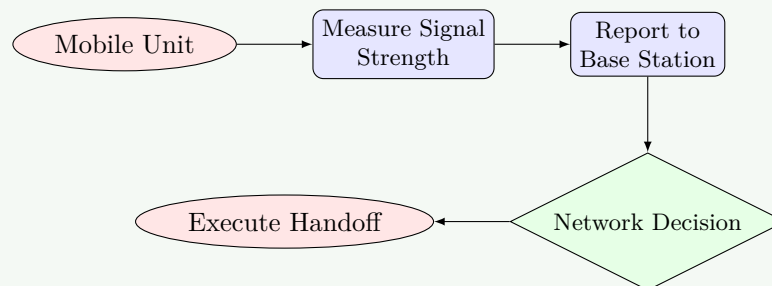 Mobile Unit
Measure Signal
Strength
Report to
Base Station
Execute Handoff
Network Decision